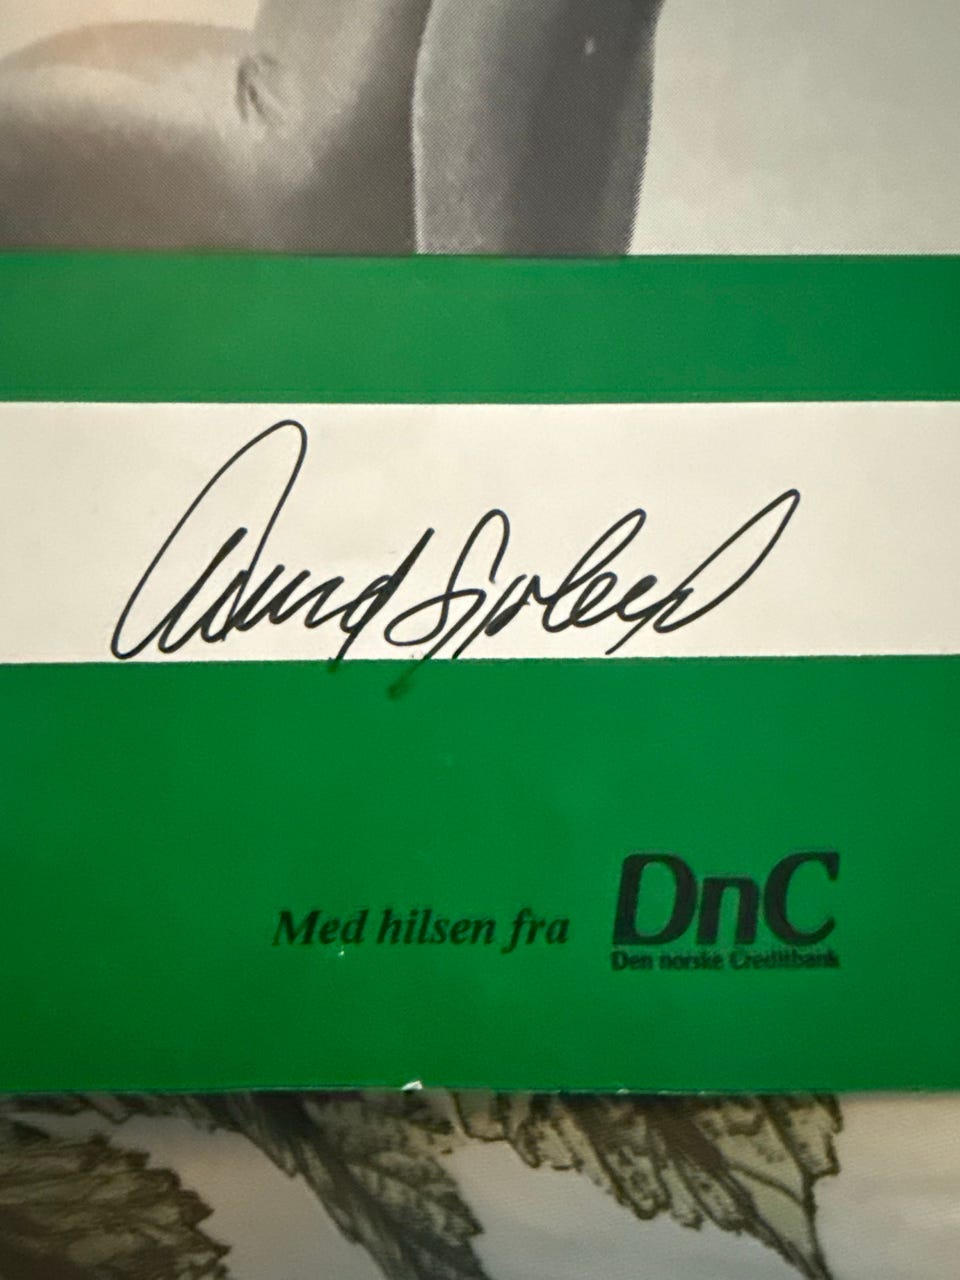 Med hilsen fra
DnC
Den norske Creditbank